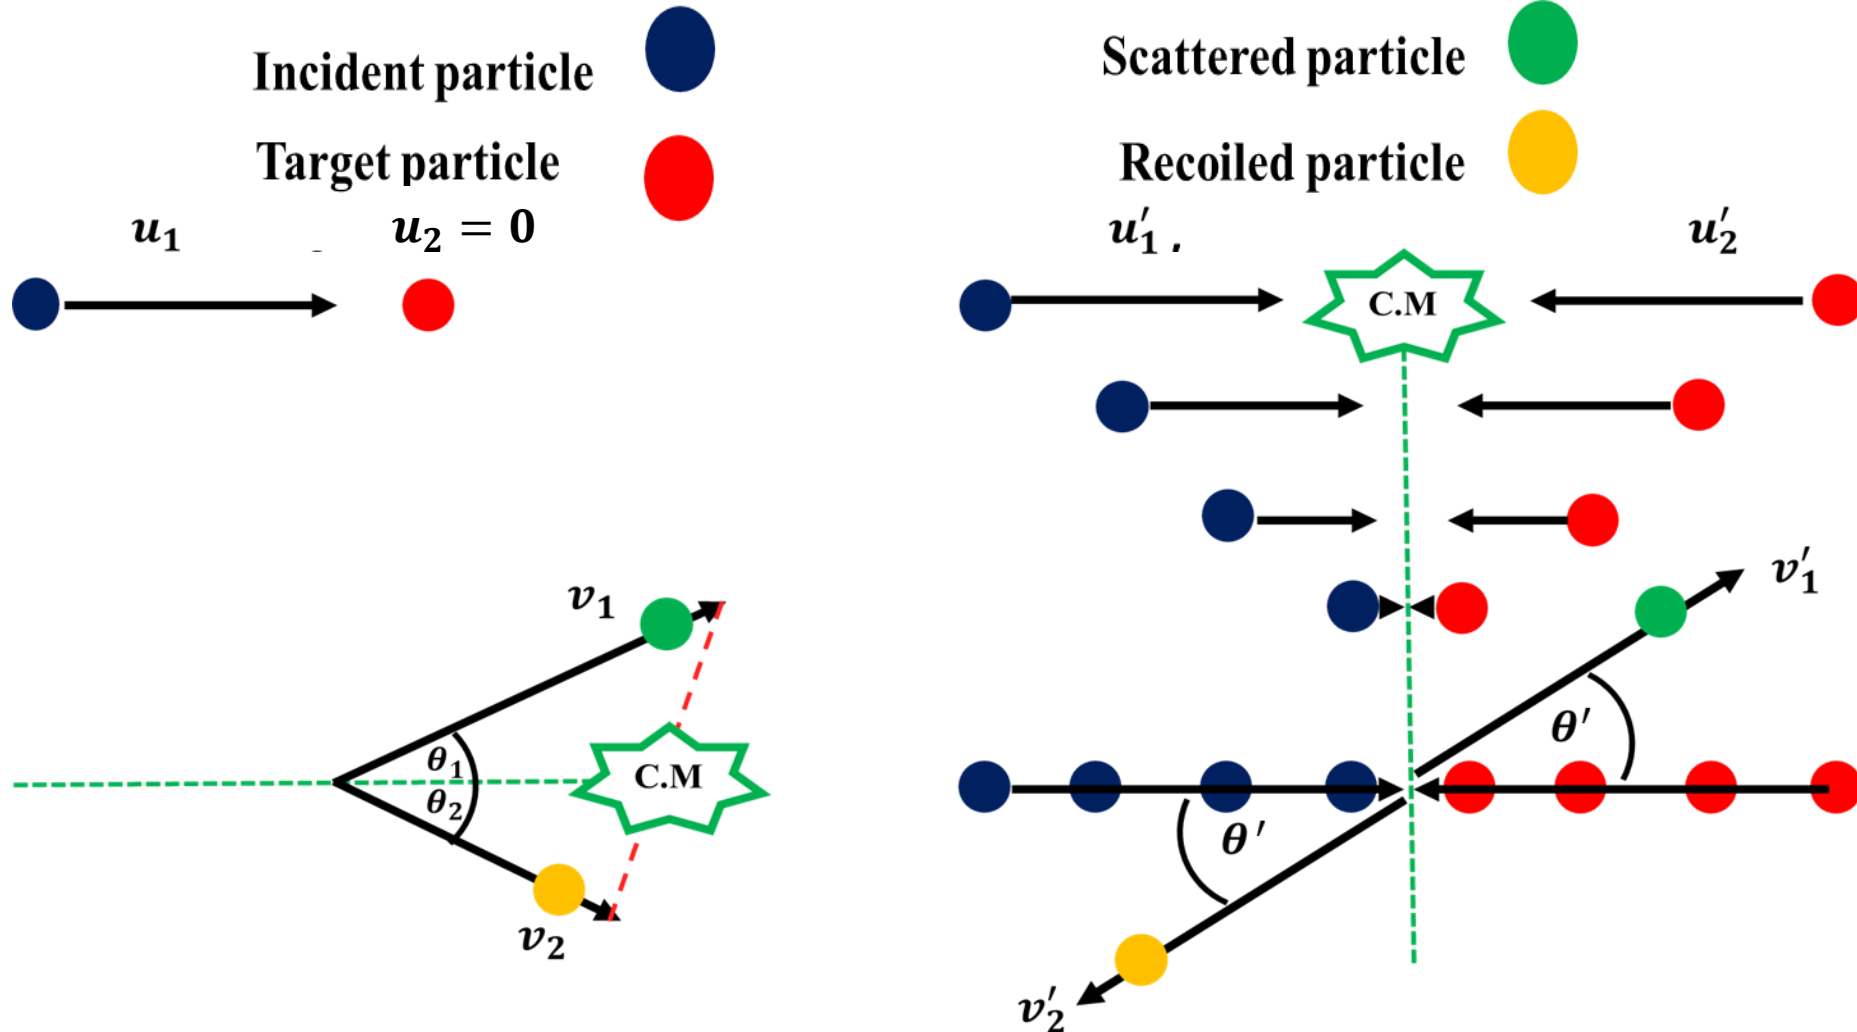 Incident particle
Target particle
u₁
u₂ = 0
Scattered particle
Recoiled particle
u′₁ ,
u′₂
C.M
v₁
θ₁
θ₂
C.M
v₂
v′₁
θ′
θ′
v′₂